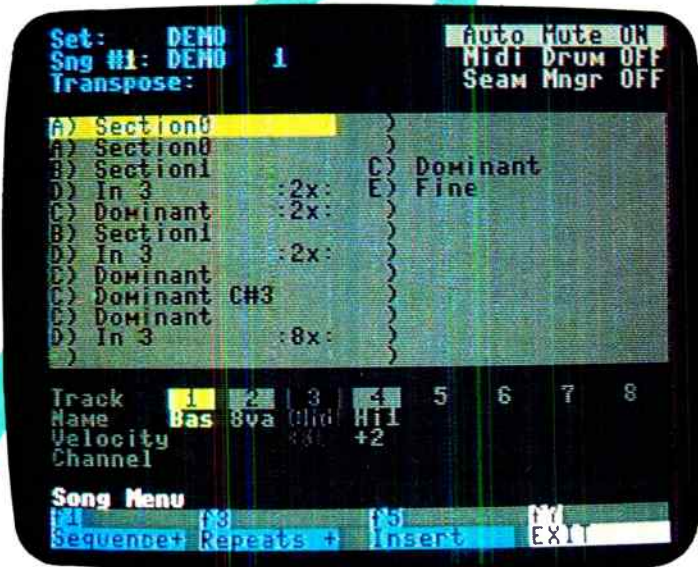 Set: DEMO
Sng #1: DEMO 1
Transpose:
Auto Mute ON
Midi Drum OFF
Seam Mngr OFF
A) Section0 )
A) Section0 )
B) Section1 C) Dominant
D) In 3 :2x: E) Fine
C) Dominant :2x: )
B) Section1 )
D) In 3 :2x: )
C) Dominant )
C) Dominant C#3 )
C) Dominant )
D) In 3 :8x: )
) )
Track 1 2 3 4 5 6 7 8
Name Bas 8va Hi1
Velocity +2
Channel
Song Menu
f1 f3 f5 f7
Sequence+ Repeats + Insert EXIT